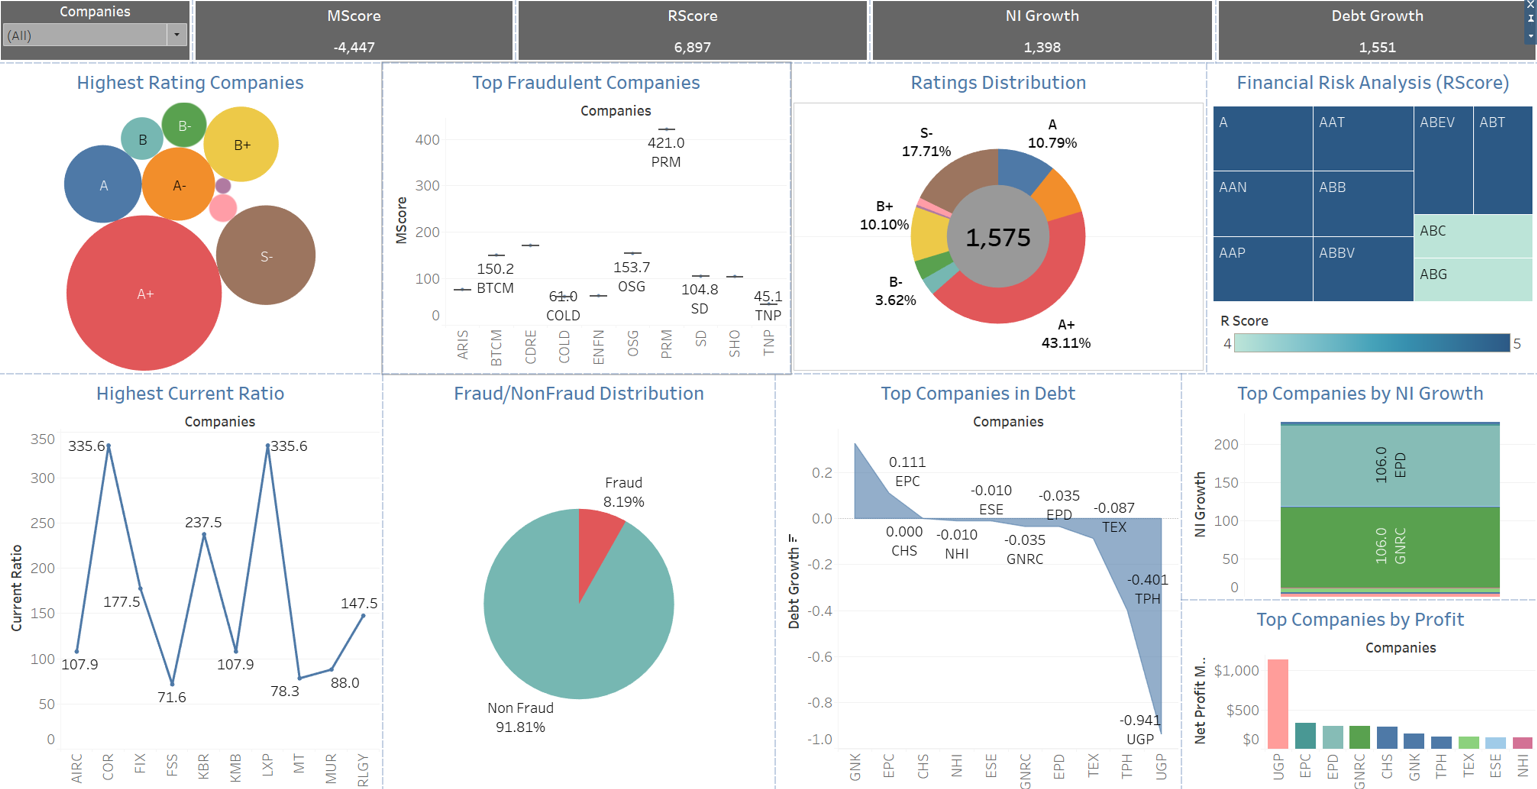 Companies
(All)
MScore
-4,447
RScore
6,897
NI Growth
1,398
Debt Growth
1,551
Highest Rating Companies
B-
B
B+
A
A-
S-
A+
Top Fraudulent Companies
Companies
MScore
400
300
200
100
0
421.0
PRM
150.2
BTCM
153.7
OSG
61.0
COLD
104.8
SD
45.1
TNP
ARIS
BTCM
CDRE
COLD
ENFN
OSG
PRM
SD
SHO
TNP
Ratings Distribution
S-
17.71%
A
10.79%
B+
10.10%
1,575
B-
3.62%
A+
43.11%
Financial Risk Analysis (RScore)
A
AAT
ABEV
ABT
AAN
ABB
ABC
AAP
ABBV
ABG
R Score
4
5
Highest Current Ratio
Companies
Current Ratio
350
300
250
200
150
100
50
0
335.6
335.6
237.5
177.5
147.5
107.9
107.9
71.6
78.3
88.0
AIRC
COR
FIX
FSS
KBR
KMB
LXP
MT
MUR
RLGY
Fraud/NonFraud Distribution
Fraud
8.19%
Non Fraud
91.81%
Top Companies in Debt
Companies
Debt Growth
0.2
0.0
-0.2
-0.4
-0.6
-0.8
-1.0
0.111
EPC
0.000
CHS
-0.010
NHI
-0.010
ESE
-0.035
GNRC
-0.035
EPD
-0.087
TEX
-0.401
TPH
-0.941
UGP
GNK
EPC
CHS
NHI
ESE
GNRC
EPD
TEX
TPH
UGP
Top Companies by NI Growth
NI Growth
200
150
100
50
0
106.0
EPD
106.0
GNRC
Top Companies by Profit
Companies
Net Profit M...
$1,000
$500
$0
UGP
EPC
EPD
GNRC
CHS
GNK
TPH
TEX
ESE
NHI